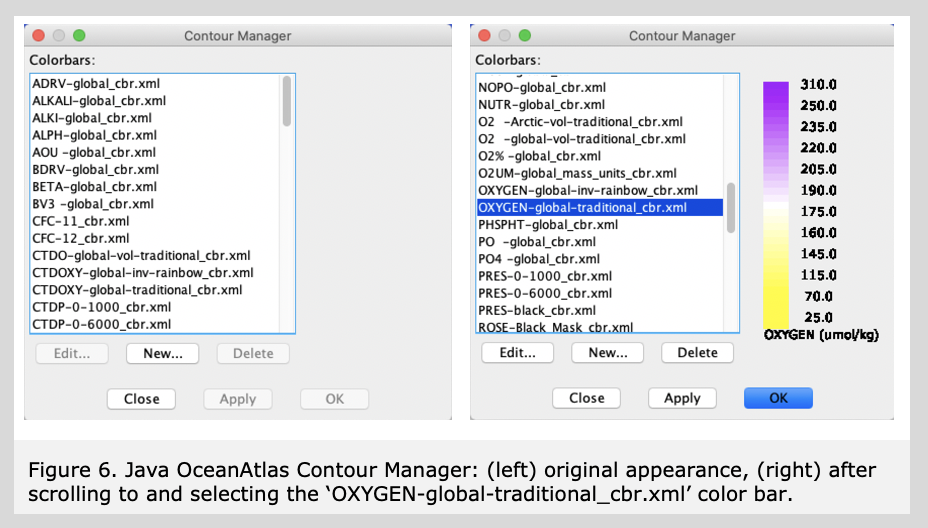 Contour Manager
Colorbars:
ADRV-global_cbr.xml
ALKALI-global_cbr.xml
ALKI-global_cbr.xml
ALPH-global_cbr.xml
AOU -global_cbr.xml
BDRV-global_cbr.xml
BETA-global_cbr.xml
BV3 -global_cbr.xml
CFC-11_cbr.xml
CFC-12_cbr.xml
CTDO-global-vol-traditional_cbr.xml
CTDOXY-global-inv-rainbow_cbr.xml
CTDOXY-global-traditional_cbr.xml
CTDP-0-1000_cbr.xml
CTDP-0-6000_cbr.xml
Edit... New... Delete
Close Apply OK
Contour Manager
Colorbars:
NOPO-global_cbr.xml
NUTR-global_cbr.xml
O2  -Arctic-vol-traditional_cbr.xml
O2  -global-vol-traditional_cbr.xml
O2% -global_cbr.xml
O2UM-global_mass_units_cbr.xml
OXYGEN-global-inv-rainbow_cbr.xml
OXYGEN-global-traditional_cbr.xml
PHSPHT-global_cbr.xml
PO  -global_cbr.xml
PO4 -global_cbr.xml
PRES-0-1000_cbr.xml
PRES-0-6000_cbr.xml
PRES-black_cbr.xml
ROSE-Black_Mask_cbr.xml
310.0
250.0
235.0
220.0
205.0
190.0
175.0
160.0
145.0
115.0
70.0
25.0
OXYGEN (umol/kg)
Edit... New... Delete
Close Apply OK
Figure 6. Java OceanAtlas Contour Manager: (left) original appearance, (right) after
scrolling to and selecting the ‘OXYGEN-global-traditional_cbr.xml’ color bar.